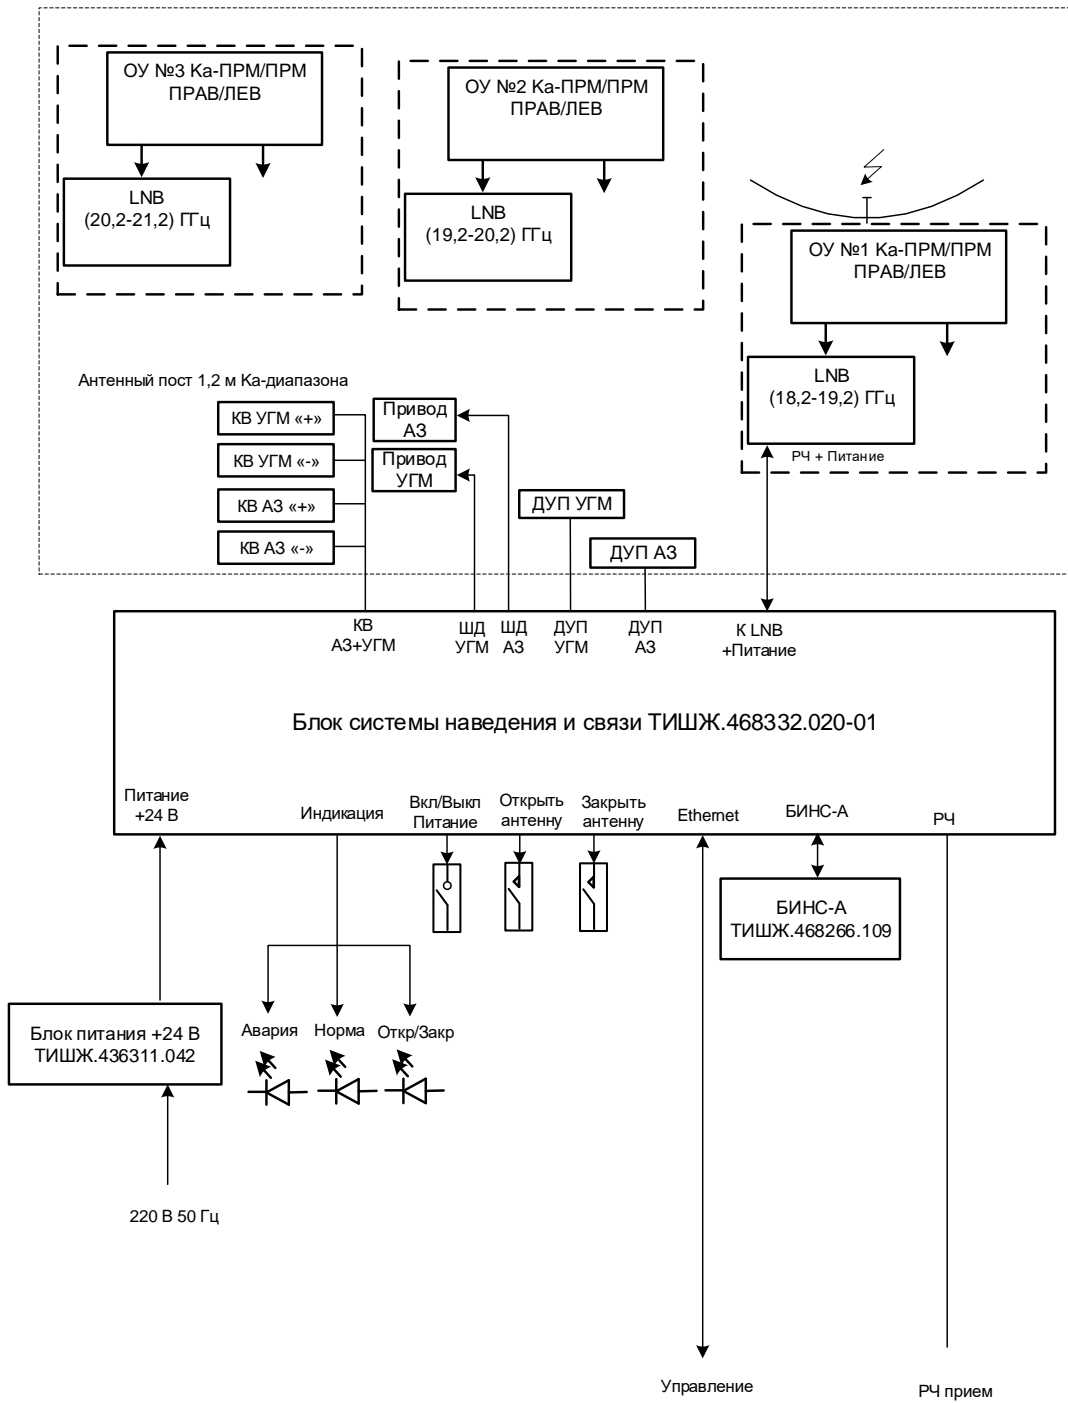 ОУ №3 Ка-ПРМ/ПРМ
ПРАВ/ЛЕВ
LNB
(20,2-21,2) ГГц
ОУ №2 Ка-ПРМ/ПРМ
ПРАВ/ЛЕВ
LNB
(19,2-20,2) ГГц
ОУ №1 Ка-ПРМ/ПРМ
ПРАВ/ЛЕВ
LNB
(18,2-19,2) ГГц
РЧ + Питание
Антенный пост 1,2 м Ка-диапазона
КВ УГМ «+»
КВ УГМ «-»
КВ АЗ «+»
КВ АЗ «-»
Привод
АЗ
Привод
УГМ
ДУП УГМ
ДУП АЗ
КВ
АЗ+УГМ
ШД
УГМ
ШД
АЗ
ДУП
УГМ
ДУП
АЗ
К LNB
+Питание
Блок системы наведения и связи ТИШЖ.468332.020-01
Питание
+24 В
Индикация
Вкл/Выкл
Питание
Открыть
антенну
Закрыть
антенну
Ethernet
БИНС-А
РЧ
БИНС-А
ТИШЖ.468266.109
Блок питания +24 В
ТИШЖ.436311.042
Авария
Норма
Откр/Закр
220 В 50 Гц
Управление
РЧ прием